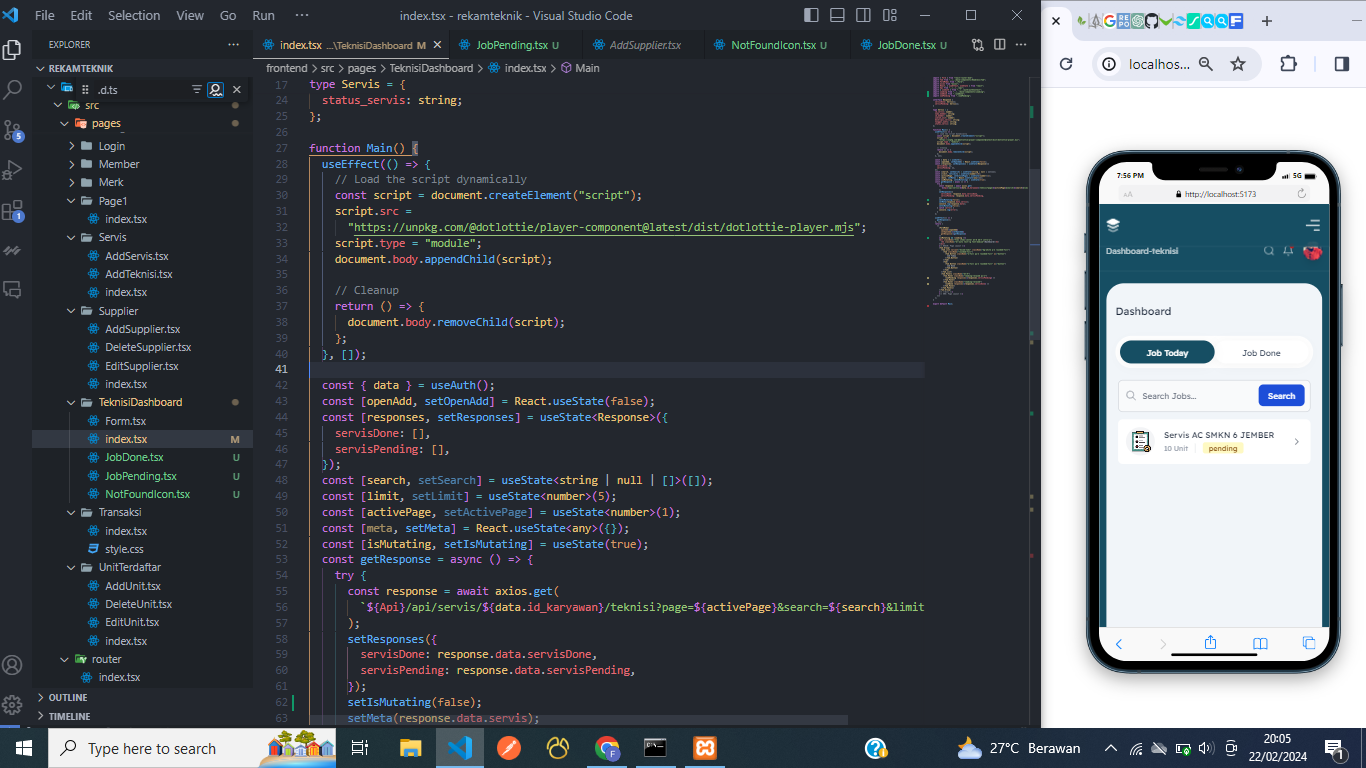 File Edit Selection View Go Run ··· index.tsx - rekamteknik - Visual Studio Code
EXPLORER
REKAMTEKNIK
.d.ts
src
pages
Login
Member
Merk
Page1
index.tsx
Servis
AddServis.tsx
AddTeknisi.tsx
index.tsx
Supplier
AddSupplier.tsx
DeleteSupplier.tsx
EditSupplier.tsx
index.tsx
TeknisiDashboard
Form.tsx
index.tsx M
JobDone.tsx U
JobPending.tsx U
NotFoundIcon.tsx U
Transaksi
index.tsx
style.css
UnitTerdaftar
AddUnit.tsx
DeleteUnit.tsx
EditUnit.tsx
index.tsx
router
index.tsx
OUTLINE
TIMELINE
5
1
index.tsx ...\TeknisiDashboard M JobPending.tsx U AddSupplier.tsx NotFoundIcon.tsx U JobDone.tsx U
frontend > src > pages > TeknisiDashboard > index.tsx > Main
17 type Servis = {
24 status_servis: string;
25 };
26
27 function Main() {
28 useEffect(() => {
29 // Load the script dynamically
30 const script = document.createElement("script");
31 script.src =
32 "https://unpkg.com/@dotlottie/player-component@latest/dist/dotlottie-player.mjs";
33 script.type = "module";
34 document.body.appendChild(script);
35
36 // Cleanup
37 return () => {
38 document.body.removeChild(script);
39 };
40 }, []);
41
42 const { data } = useAuth();
43 const [openAdd, setOpenAdd] = React.useState(false);
44 const [responses, setResponses] = useState<Response>({
45 servisDone: [],
46 servisPending: [],
47 });
48 const [search, setSearch] = useState<string | null | []>([]);
49 const [limit, setLimit] = useState<number>(5);
50 const [activePage, setActivePage] = useState<number>(1);
51 const [meta, setMeta] = React.useState<any>({});
52 const [isMutating, setIsMutating] = useState(true);
53 const getResponse = async () => {
54 try {
55 const response = await axios.get(
56 `${Api}/api/servis/${data.id_karyawan}/teknisi?page=${activePage}&search=${search}&limit
57 );
58 setResponses({
59 servisDone: response.data.servisDone,
60 servisPending: response.data.servisPending,
61 });
62 setIsMutating(false);
63 setMeta(response.data.servis);
localhos...
7:56 PM 5G
AA http://localhost:5173
Dashboard-teknisi
Dashboard
Job Today Job Done
Search Jobs... Search
Servis AC SMKN 6 JEMBER
10 Unit pending
Type here to search
27°C Berawan
20:05
22/02/2024
1